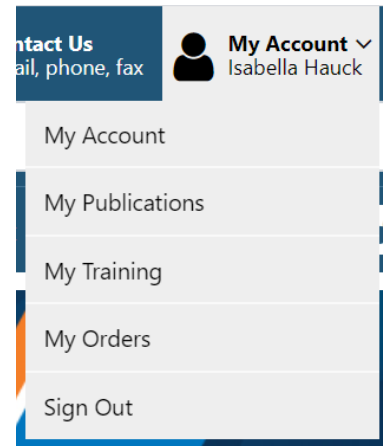 ntact Us
ail, phone, fax
My Account
Isabella Hauck
My Account
My Publications
My Training
My Orders
Sign Out